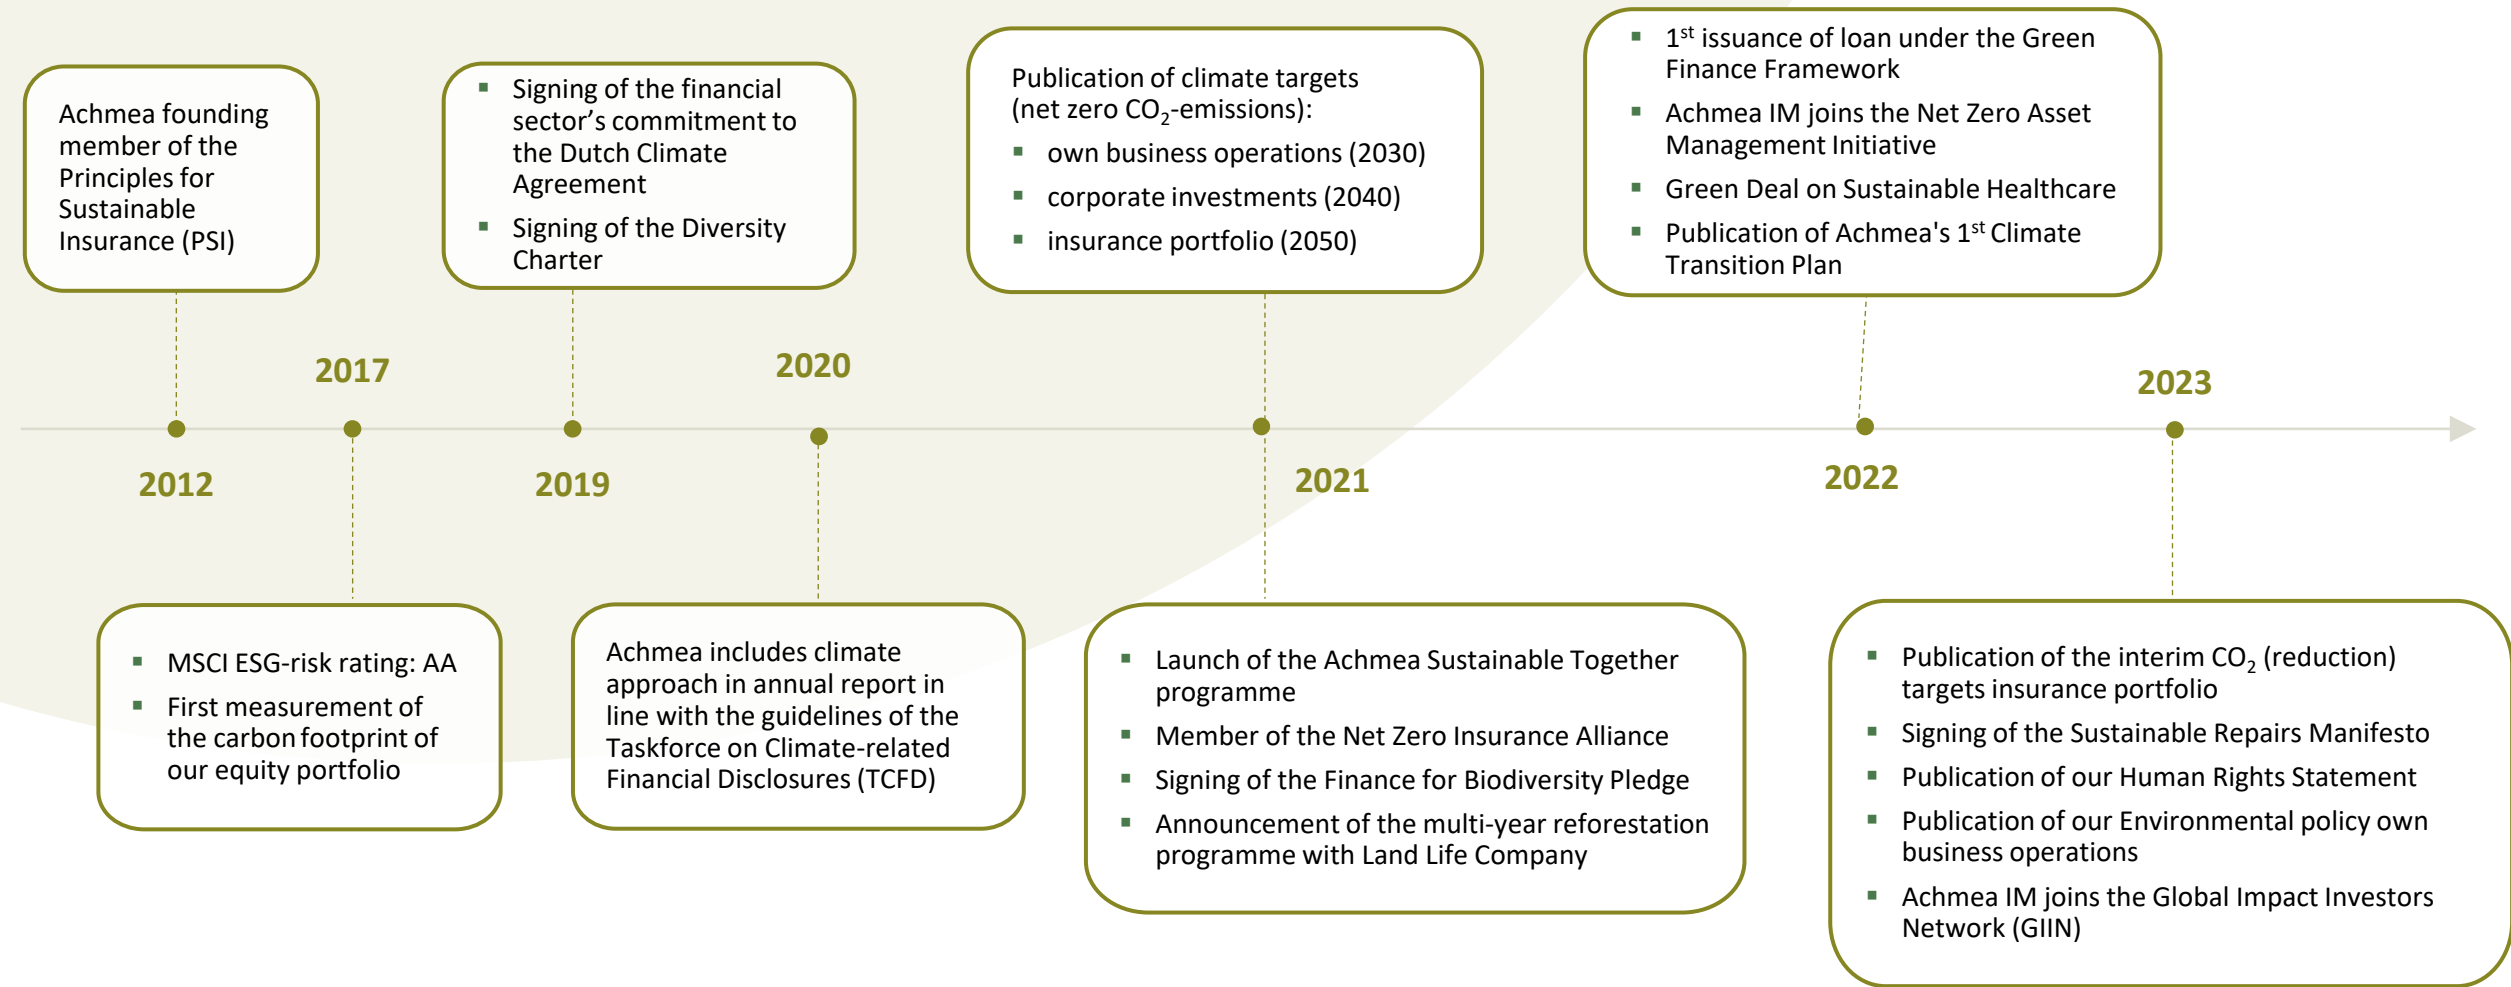 Achmea founding
member of the
Principles for
Sustainable
Insurance (PSI)
▪ Signing of the financial
sector’s commitment to
the Dutch Climate
Agreement
▪ Signing of the Diversity
Charter
Publication of climate targets
(net zero CO₂-emissions):
▪ own business operations (2030)
▪ corporate investments (2040)
▪ insurance portfolio (2050)
▪ 1st issuance of loan under the Green
Finance Framework
▪ Achmea IM joins the Net Zero Asset
Management Initiative
▪ Green Deal on Sustainable Healthcare
▪ Publication of Achmea's 1st Climate
Transition Plan
2017
2020
2023
2012
2019
2021
2022
▪ MSCI ESG-risk rating: AA
▪ First measurement of
the carbon footprint of
our equity portfolio
Achmea includes climate
approach in annual report in
line with the guidelines of the
Taskforce on Climate-related
Financial Disclosures (TCFD)
▪ Launch of the Achmea Sustainable Together
programme
▪ Member of the Net Zero Insurance Alliance
▪ Signing of the Finance for Biodiversity Pledge
▪ Announcement of the multi-year reforestation
programme with Land Life Company
▪ Publication of the interim CO₂ (reduction)
targets insurance portfolio
▪ Signing of the Sustainable Repairs Manifesto
▪ Publication of our Human Rights Statement
▪ Publication of our Environmental policy own
business operations
▪ Achmea IM joins the Global Impact Investors
Network (GIIN)